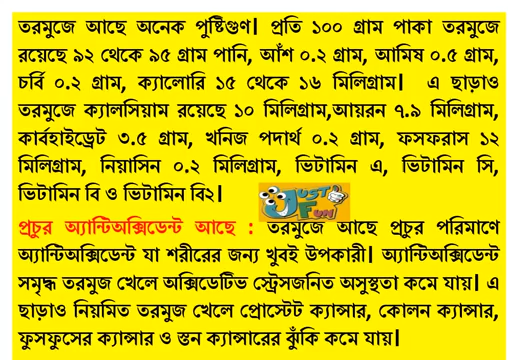 তরমুজে আছে অনেক পুষ্টিগুণ। প্রতি ১০০ গ্রাম পাকা তরমুজে
রয়েছে ৯২ থেকে ৯৫ গ্রাম পানি, আঁশ ০.২ গ্রাম, আমিষ ০.৫ গ্রাম,
চর্বি ০.২ গ্রাম, ক্যালোরি ১৫ থেকে ১৬ মিলিগ্রাম। এ ছাড়াও
তরমুজে ক্যালসিয়াম রয়েছে ১০ মিলিগ্রাম,আয়রন ৭.৯ মিলিগ্রাম,
কার্বহাইড্রেট ৩.৫ গ্রাম, খনিজ পদার্থ ০.২ গ্রাম, ফসফরাস ১২
মিলিগ্রাম, নিয়াসিন ০.২ মিলিগ্রাম, ভিটামিন এ, ভিটামিন সি,
ভিটামিন বি ও ভিটামিন বি২।
JUST
FUN!
প্রচুর অ্যান্টিঅক্সিডেন্ট আছে : তরমুজে আছে প্রচুর পরিমাণে
অ্যান্টিঅক্সিডেন্ট যা শরীরের জন্য খুবই উপকারী। অ্যান্টিঅক্সিডেন্ট
সমৃদ্ধ তরমুজ খেলে অক্সিডেটিভ স্ট্রেসজনিত অসুস্থতা কমে যায়। এ
ছাড়াও নিয়মিত তরমুজ খেলে প্রোস্টেট ক্যান্সার, কোলন ক্যান্সার,
ফুসফুসের ক্যান্সার ও স্তন ক্যান্সারের ঝুঁকি কমে যায়।